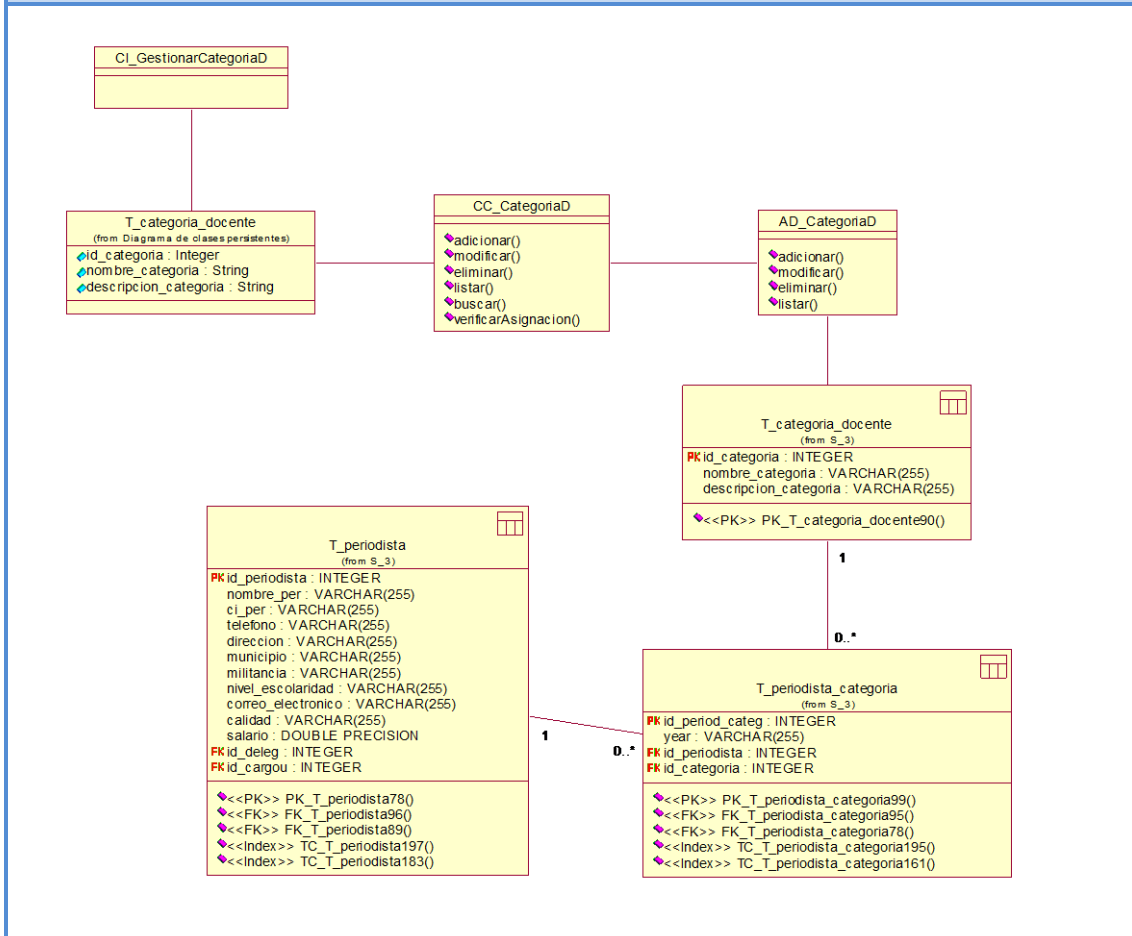 CI_GestionarCategoriaD
T_categoria_docente
(from Diagrama de clases persistentes)
id_categoria : Integer
nombre_categoria : String
descripcion_categoria : String
CC_CategoriaD
adicionar()
modificar()
eliminar()
listar()
buscar()
verificarAsignacion()
AD_CategoriaD
adicionar()
modificar()
eliminar()
listar()
T_categoria_docente
(from S_3)
PK id_categoria : INTEGER
nombre_categoria : VARCHAR(255)
descripcion_categoria : VARCHAR(255)
<<PK>> PK_T_categoria_docente90()
1
0..*
T_periodista
(from S_3)
PK id_periodista : INTEGER
nombre_per : VARCHAR(255)
ci_per : VARCHAR(255)
telefono : VARCHAR(255)
direccion : VARCHAR(255)
municipio : VARCHAR(255)
militancia : VARCHAR(255)
nivel_escolaridad : VARCHAR(255)
correo_electronico : VARCHAR(255)
calidad : VARCHAR(255)
salario : DOUBLE PRECISION
FK id_deleg : INTEGER
FK id_cargou : INTEGER
<<PK>> PK_T_periodista78()
<<FK>> FK_T_periodista96()
<<FK>> FK_T_periodista89()
<<Index>> TC_T_periodista197()
<<Index>> TC_T_periodista183()
1
0..*
T_periodista_categoria
(from S_3)
PK id_period_categ : INTEGER
year : VARCHAR(255)
FK id_periodista : INTEGER
FK id_categoria : INTEGER
<<PK>> PK_T_periodista_categoria99()
<<FK>> FK_T_periodista_categoria95()
<<FK>> FK_T_periodista_categoria78()
<<Index>> TC_T_periodista_categoria195()
<<Index>> TC_T_periodista_categoria161()